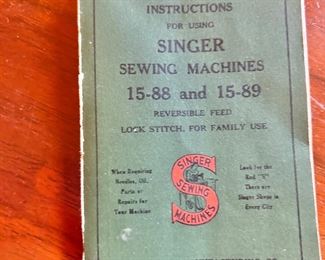 INSTRUCTIONS
FOR USING
SINGER
SEWING MACHINES
15-88 and 15-89
REVERSIBLE FEED
LOCK STITCH, FOR FAMILY USE
When Requiring
Needles, Oil,
Parts or
Repairs for
Your Machine
SINGER
SEWING
MACHINES
Look for the
Red "S"
There are
Singer Shops in
Every City